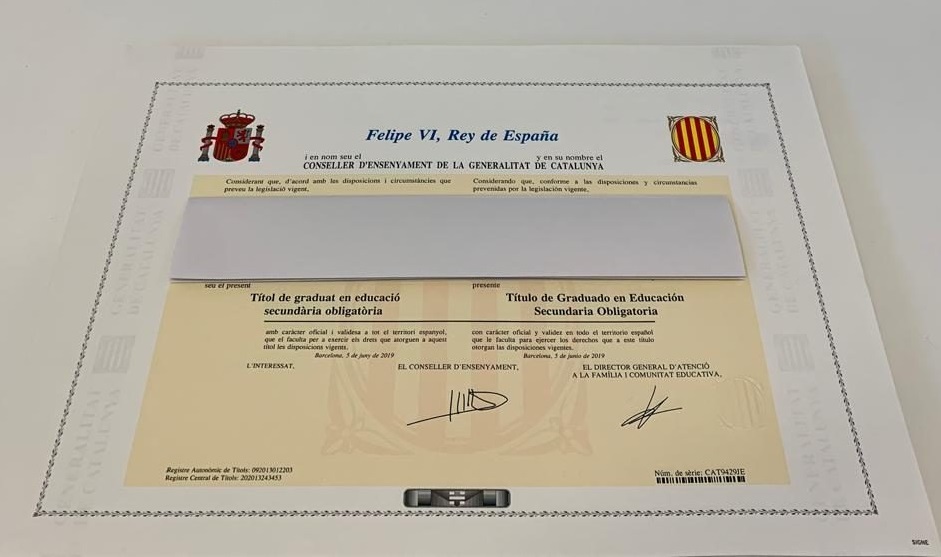 Felipe VI, Rey de España
i en nom seu el
y en su nombre el
CONSELLER D'ENSENYAMENT DE LA GENERALITAT DE CATALUNYA
Considerant que, d'acord amb les disposicions i circumstàncies que
preveu la legislació vigent,
Considerando que, conforme a las disposiciones y circunstancias
prevenidas por la legislación vigente,
seu el present
Títol de graduat en educació
secundària obligatòria
amb caràcter oficial i validesa a tot el territori espanyol,
que el faculta per a exercir els drets que atorguen a aquest
títol les disposicions vigents.
Barcelona, 5 de juny de 2019
presente
Título de Graduado en Educación
Secundaria Obligatoria
con carácter oficial y validez en todo el territorio español
que le faculta para ejercer los derechos que a este título
otorgan las disposiciones vigentes.
Barcelona, 5 de junio de 2019
L'INTERESSAT,
EL CONSELLER D'ENSENYAMENT,
EL DIRECTOR GENERAL D'ATENCIÓ
A LA FAMÍLIA I COMUNITAT EDUCATIVA,
Registre Autonòmic de Títols: 092013012203
Registre Central de Títols: 202013243453
Núm. de sèrie: CAT9429IE
SIGNE